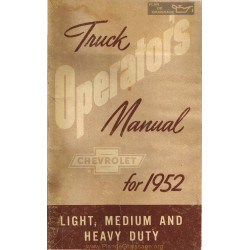 Truck
Operator's
Manual
CHEVROLET
for 1952
LIGHT, MEDIUM AND
HEAVY DUTY